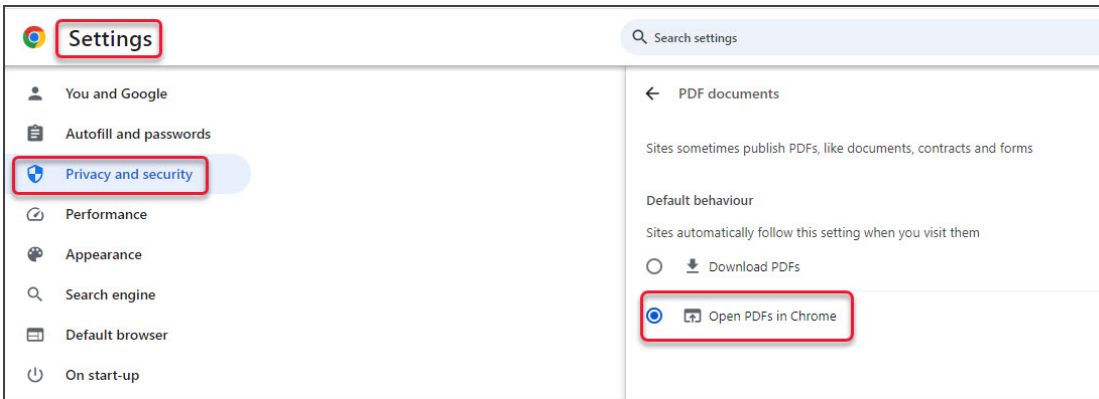 Settings
Search settings
You and Google
Autofill and passwords
Privacy and security
Performance
Appearance
Search engine
Default browser
On start-up
PDF documents
Sites sometimes publish PDFs, like documents, contracts and forms
Default behaviour
Sites automatically follow this setting when you visit them
Download PDFs
Open PDFs in Chrome